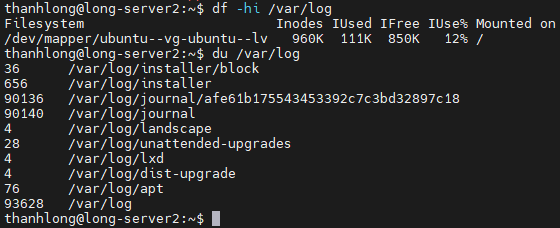 thanhlong@long-server2:~$ df -hi /var/log
Filesystem                        Inodes IUsed IFree IUse% Mounted on
/dev/mapper/ubuntu--vg-ubuntu--lv   960K  111K  850K   12% /
thanhlong@long-server2:~$ du /var/log
36      /var/log/installer/block
656     /var/log/installer
90136   /var/log/journal/afe61b175543453392c7c3bd32897c18
90140   /var/log/journal
4       /var/log/landscape
28      /var/log/unattended-upgrades
4       /var/log/lxd
4       /var/log/dist-upgrade
76      /var/log/apt
93628   /var/log
thanhlong@long-server2:~$